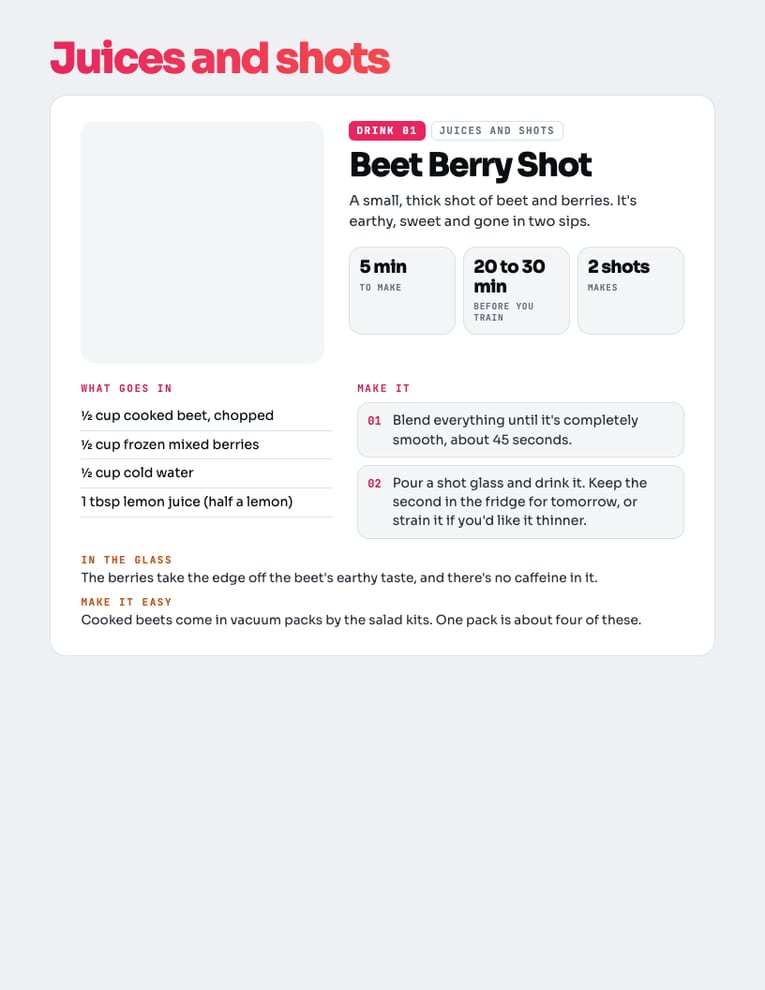 Juices and shots
DRINK 01
JUICES AND SHOTS
Beet Berry Shot
A small, thick shot of beet and berries. It's
earthy, sweet and gone in two sips.
5 min
TO MAKE
20 to 30
min
BEFORE YOU
TRAIN
2 shots
MAKES
WHAT GOES IN
½ cup cooked beet, chopped
½ cup frozen mixed berries
½ cup cold water
1 tbsp lemon juice (half a lemon)
MAKE IT
01 Blend everything until it's completely
smooth, about 45 seconds.
02 Pour a shot glass and drink it. Keep the
second in the fridge for tomorrow, or
strain it if you'd like it thinner.
IN THE GLASS
The berries take the edge off the beet's earthy taste, and there's no caffeine in it.
MAKE IT EASY
Cooked beets come in vacuum packs by the salad kits. One pack is about four of these.